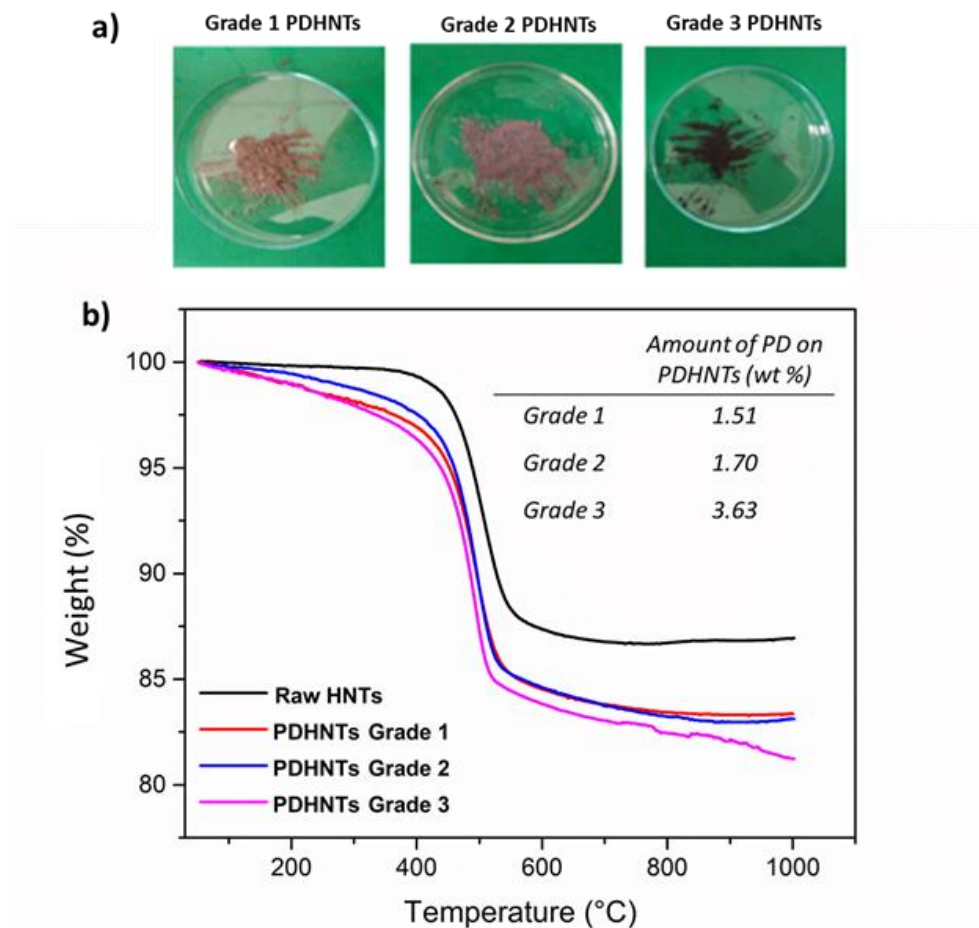 a)
Grade 1 PDHNTs
Grade 2 PDHNTs
Grade 3 PDHNTs
b)
Amount of PD on
PDHNTs (wt %)
Grade 1 1.51
Grade 2 1.70
Grade 3 3.63
100
95
90
85
80
Weight (%)
Raw HNTs
PDHNTs Grade 1
PDHNTs Grade 2
PDHNTs Grade 3
200 400 600 800 1000
Temperature (°C)